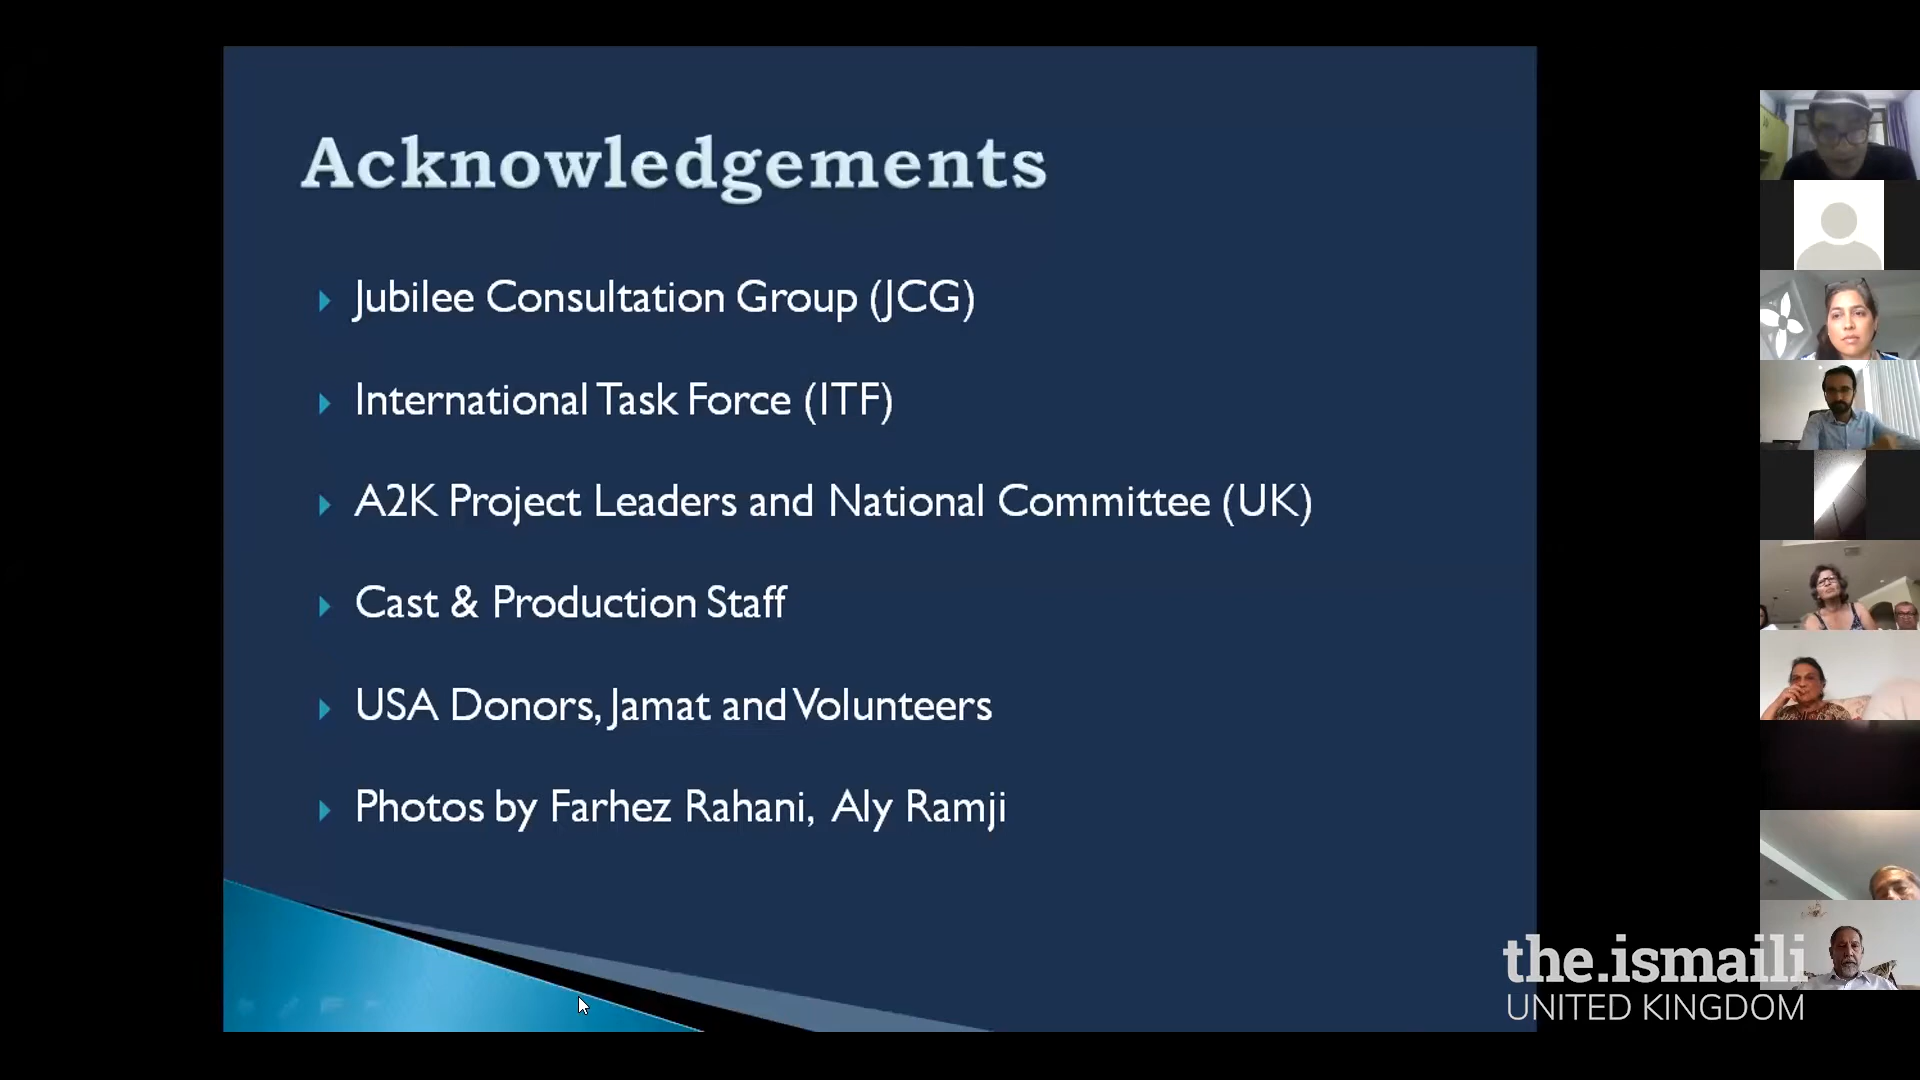 Acknowledgements
Jubilee Consultation Group (JCG)
International Task Force (ITF)
A2K Project Leaders and National Committee (UK)
Cast & Production Staff
USA Donors, Jamat and Volunteers
Photos by Farhez Rahani, Aly Ramji
the.ismaili
UNITED KINGDOM